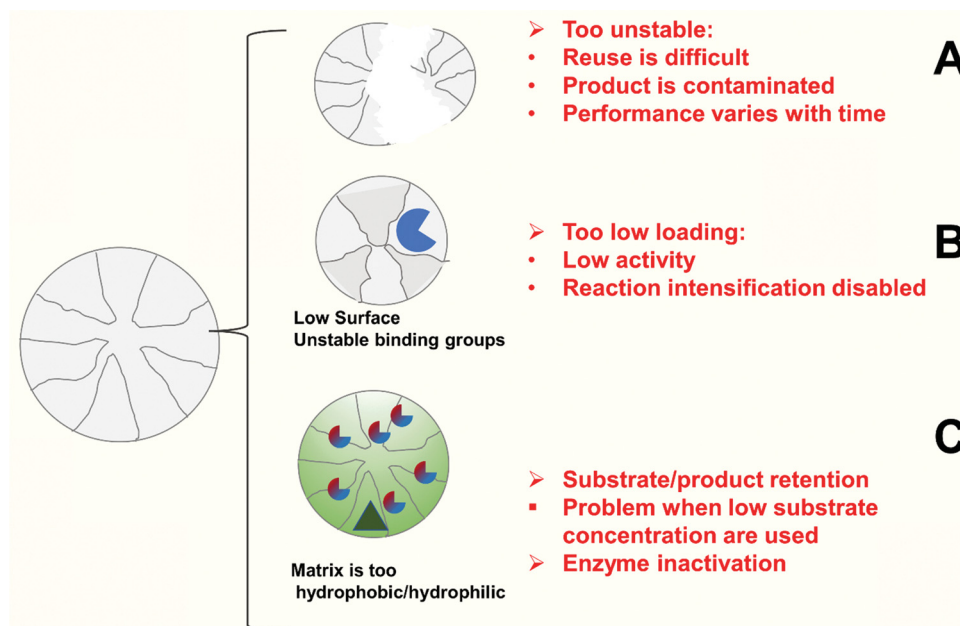 ➢ Too unstable:
• Reuse is difficult
• Product is contaminated
• Performance varies with time
A
➢ Too low loading:
• Low activity
• Reaction intensification disabled
B
Low Surface
Unstable binding groups
C
➢ Substrate/product retention
▪ Problem when low substrate
concentration are used
➢ Enzyme inactivation
Matrix is too
hydrophobic/hydrophilic